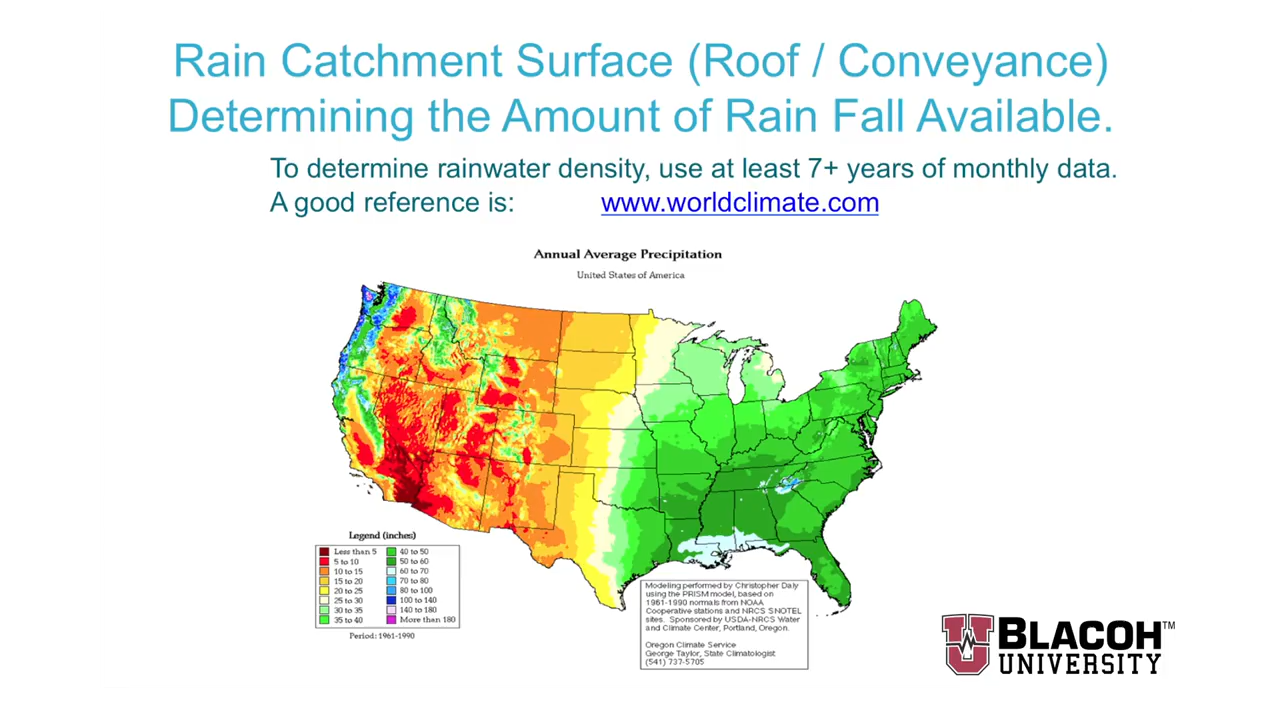 Rain Catchment Surface (Roof / Conveyance)
Determining the Amount of Rain Fall Available.
To determine rainwater density, use at least 7+ years of monthly data.
A good reference is: www.worldclimate.com
Annual Average Precipitation
United States of America
Legend (inches)
Less than 5
5 to 10
10 to 15
15 to 20
20 to 25
25 to 30
30 to 35
35 to 40
40 to 50
50 to 60
60 to 70
70 to 80
80 to 100
100 to 140
140 to 180
More than 180
Period: 1961-1990
Modeling performed by Christopher Daly
using the PRISM model, based on
1961-1990 normals from NOAA
Cooperative stations and NRCS SNOTEL
sites. Sponsored by USDA-NRCS Water
and Climate Center, Portland, Oregon.
Oregon Climate Service
George Taylor, State Climatologist
(541) 737-5705
BLACOH™
UNIVERSITY